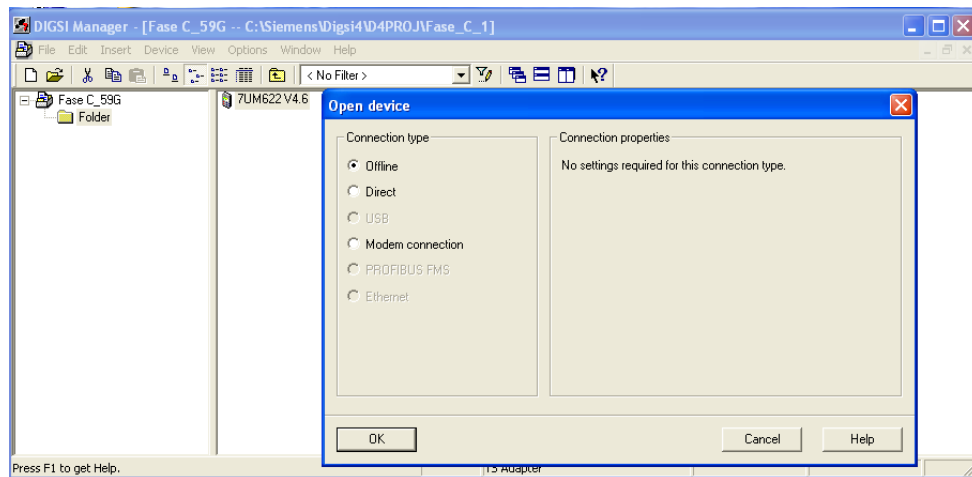 DIGSI Manager - [Fase C_59G -- C:\Siemens\Digsi4\D4PROJ\Fase_C_1]
File Edit Insert Device View Options Window Help
< No Filter >
Fase C_59G
Folder
7UM622 V4.6
Open device
Connection type
Offline
Direct
USB
Modem connection
PROFIBUS FMS
Ethernet
Connection properties
No settings required for this connection type.
OK
Cancel
Help
Press F1 to get Help.
Adapter